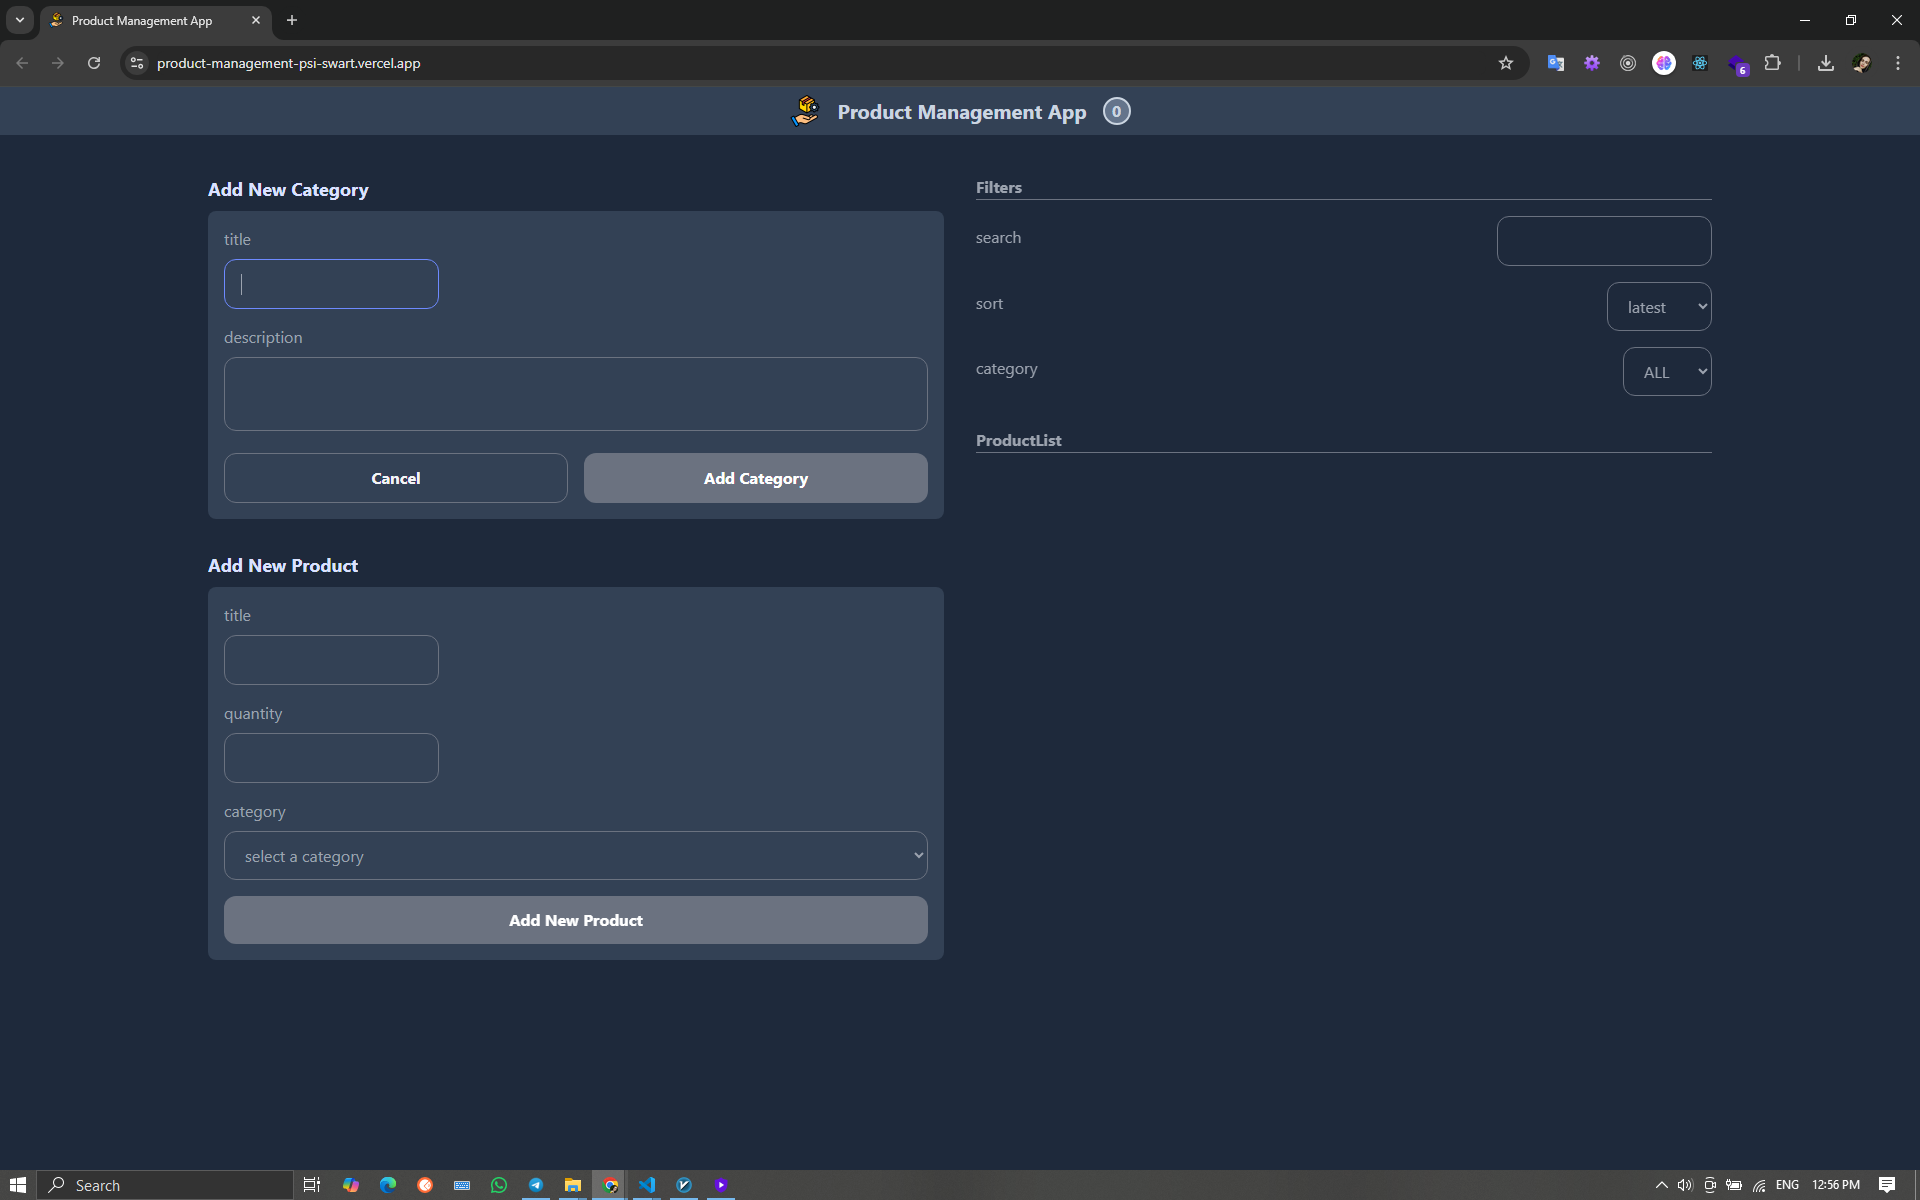 Product Management App
product-management-psi-swart.vercel.app
6
Product Management App 0
Add New Category
title
description
Cancel
Add Category
Add New Product
title
quantity
category
select a category
Add New Product
Filters
search
sort
latest
category
ALL
ProductList
Search
ENG
12:56 PM